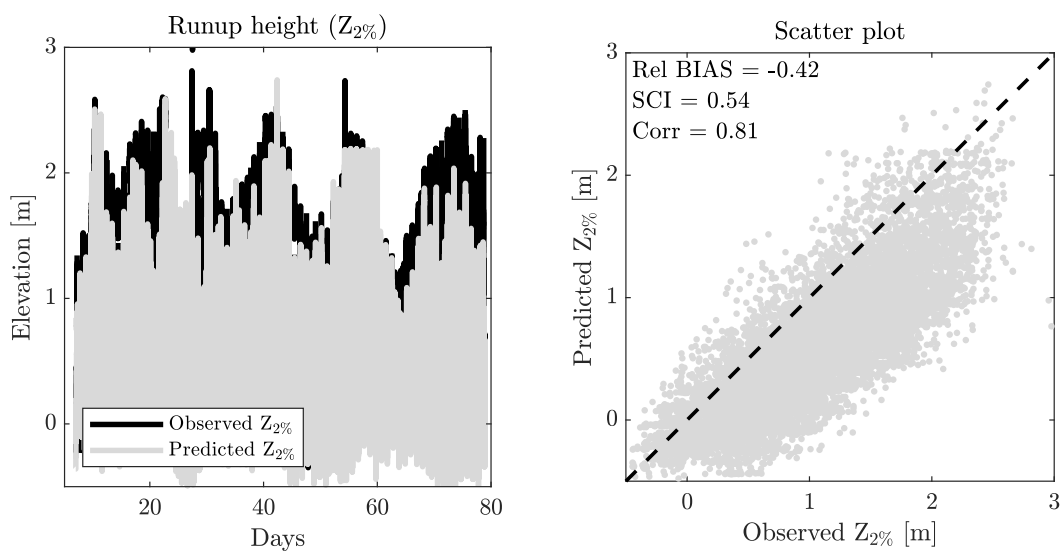 Runup height (Z2%)
3
2
1
0
Elevation [m]
Observed Z2%
Predicted Z2%
20
40
60
80
Days
Scatter plot
3
2
1
0
Predicted Z2% [m]
Rel BIAS = -0.42
SCI = 0.54
Corr = 0.81
0
1
2
3
Observed Z2% [m]